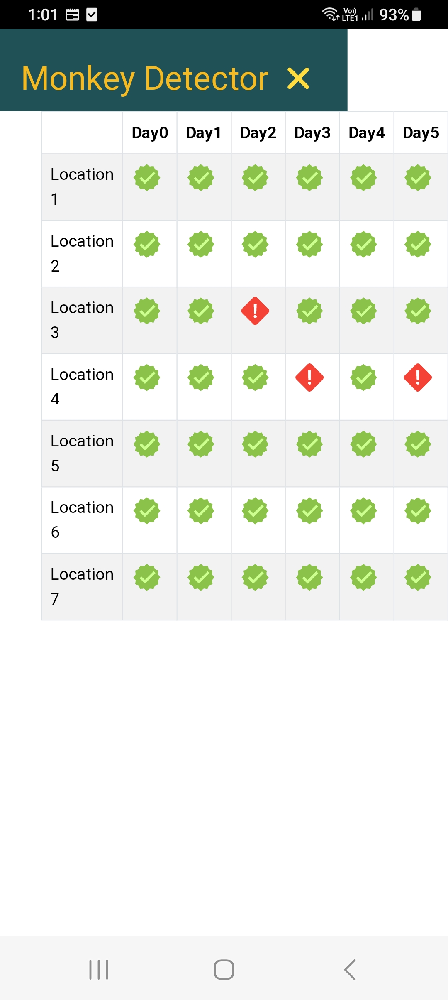 1:01 Vo)) LTE1 93%
Monkey Detector
Day0 Day1 Day2 Day3 Day4 Day5
Location
1
Location
2
Location
3
Location
4
Location
5
Location
6
Location
7